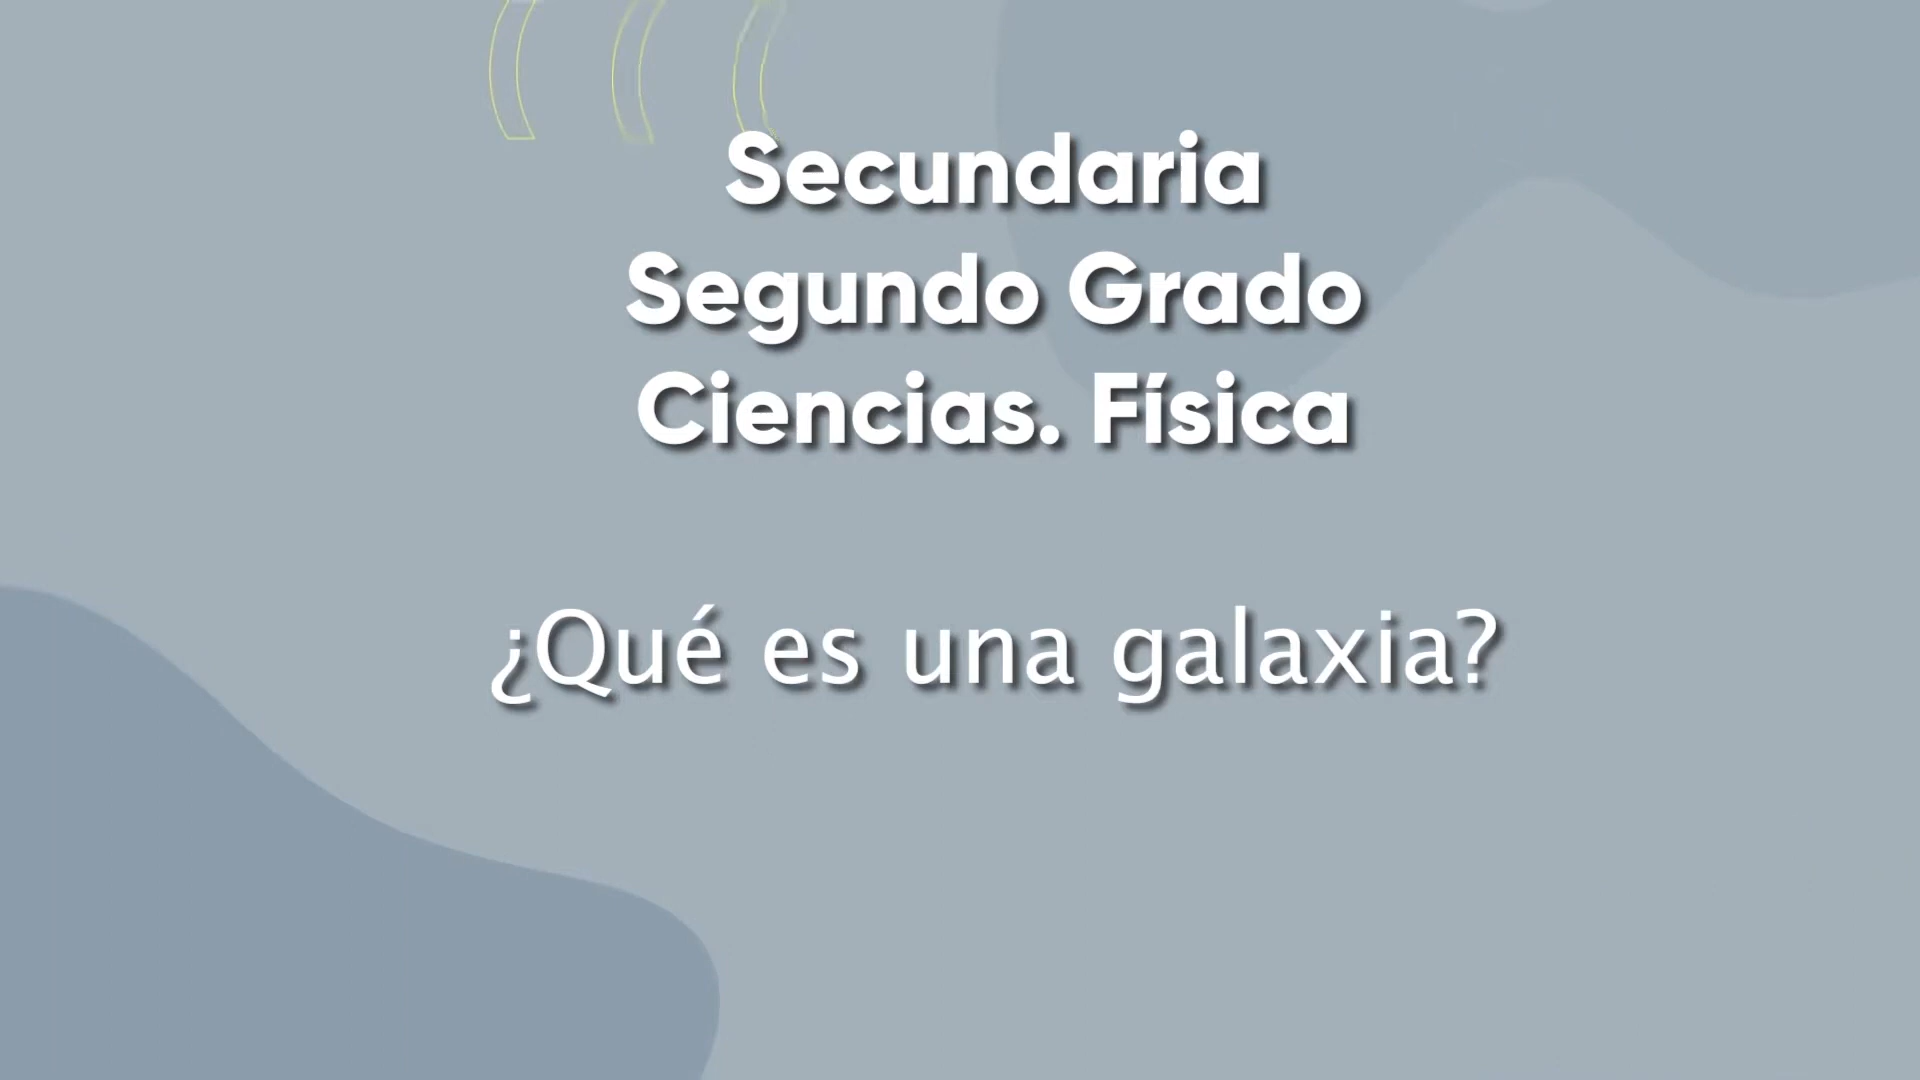 Secundaria
Segundo Grado
Ciencias. Física
¿Qué es una galaxia?